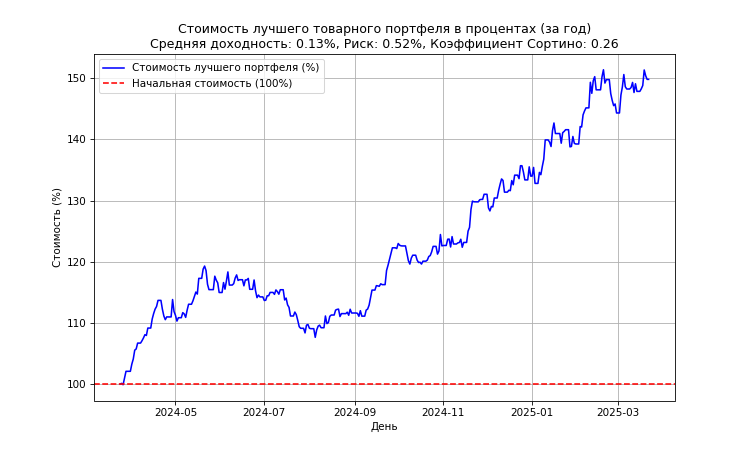 Стоимость лучшего товарного портфеля в процентах (за год)
Средняя доходность: 0.13%, Риск: 0.52%, Коэффициент Сортино: 0.26
Стоимость лучшего портфеля (%)
Начальная стоимость (100%)
Стоимость (%)
150
140
130
120
110
100
2024-05
2024-07
2024-09
2024-11
2025-01
2025-03
День